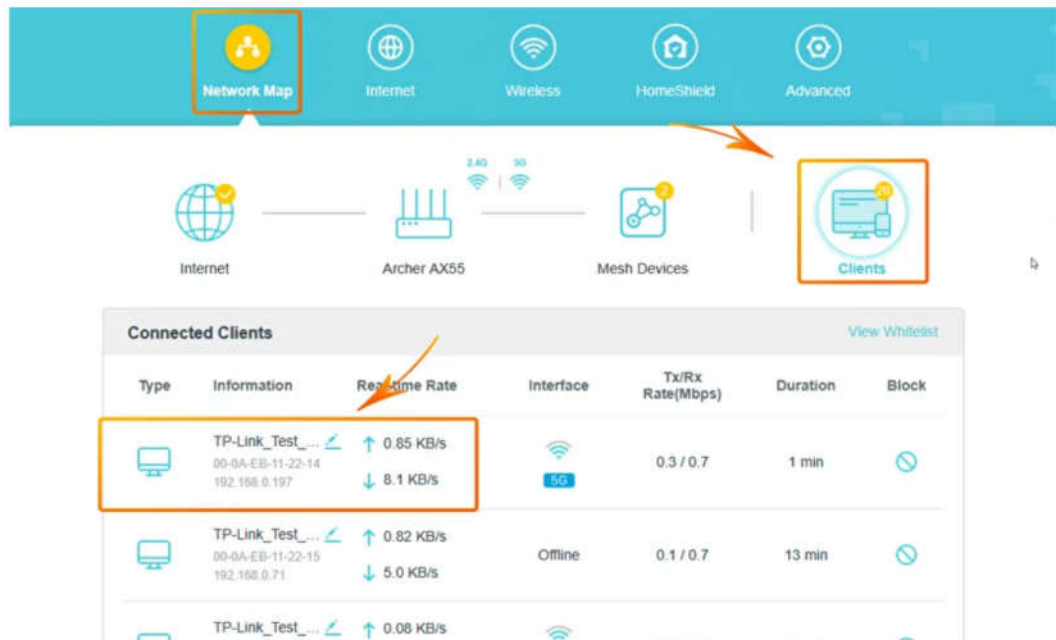 Network Map
Internet
Wireless
HomeShield
Advanced
2.4G
5G
2
20
Internet
Archer AX55
Mesh Devices
Clients
Connected Clients
View Whitelist
Type
Information
Real-time Rate
Interface
Tx/Rx
Rate(Mbps)
Duration
Block
TP-Link_Test_...
↑ 0.85 KB/s
00-0A-EB-11-22-14
192.168.0.197
↓ 8.1 KB/s
5G
0.3 / 0.7
1 min
TP-Link_Test_...
↑ 0.82 KB/s
00-0A-EB-11-22-15
192.168.0.71
↓ 5.0 KB/s
Offline
0.1 / 0.7
13 min
TP-Link_Test_...
↑ 0.08 KB/s